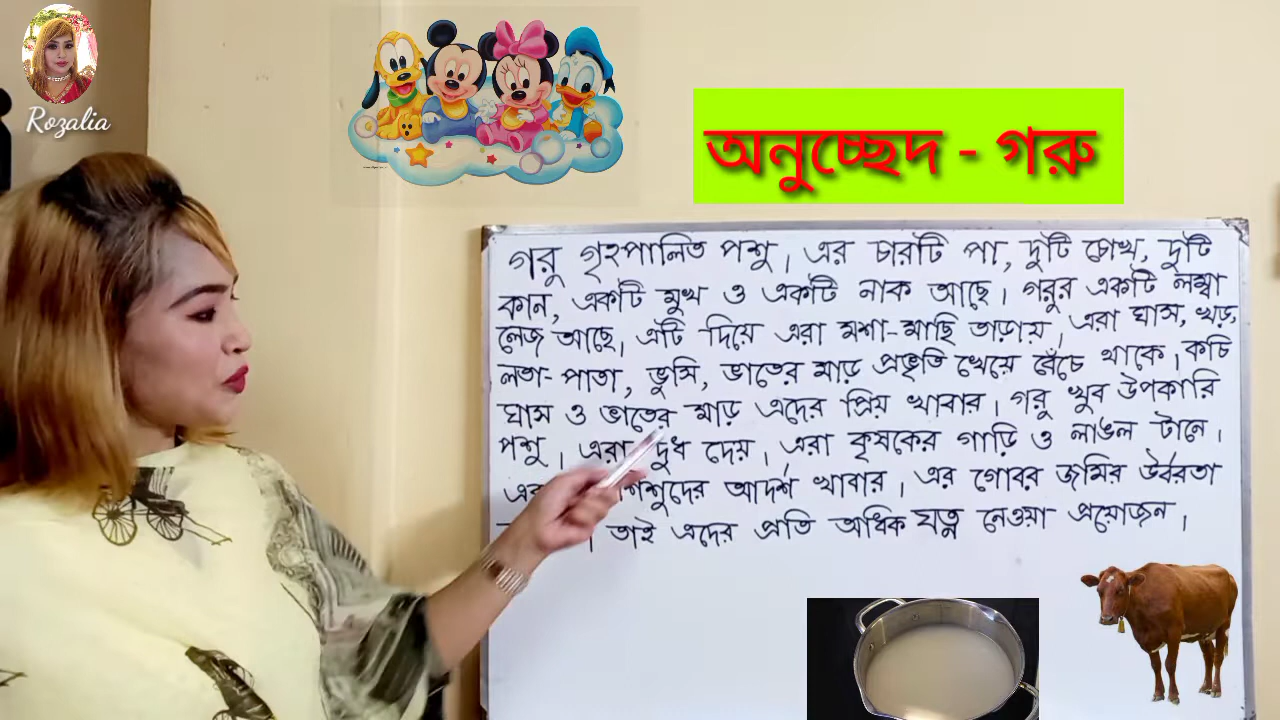 Rozalia
অনুচ্ছেদ - গরু
গরু গৃহপালিত পশু। এর চারটি পা, দুটি চোখ, দুটি
কান, একটি মুখ ও একটি নাক আছে। গরুর একটি লম্বা
লেজ আছে। এটি দিয়ে এরা মশা-মাছি তাড়ায়। এরা ঘাস, খড়,
লতা-পাতা, ভুসি, ভাতের মাড় প্রভৃতি খেয়ে বেঁচে থাকে। কচি
ঘাস ও ভাতের মাড় এদের প্রিয় খাবার। গরু খুব উপকারি
পশু। এরা দুধ দেয়। এরা কৃষকের গাড়ি ও লাঙল টানে।
আদর্শ খাবার। এর গোবর জমির উর্বরতা
তাই এদের প্রতি অধিক যত্ন নেওয়া প্রয়োজন।